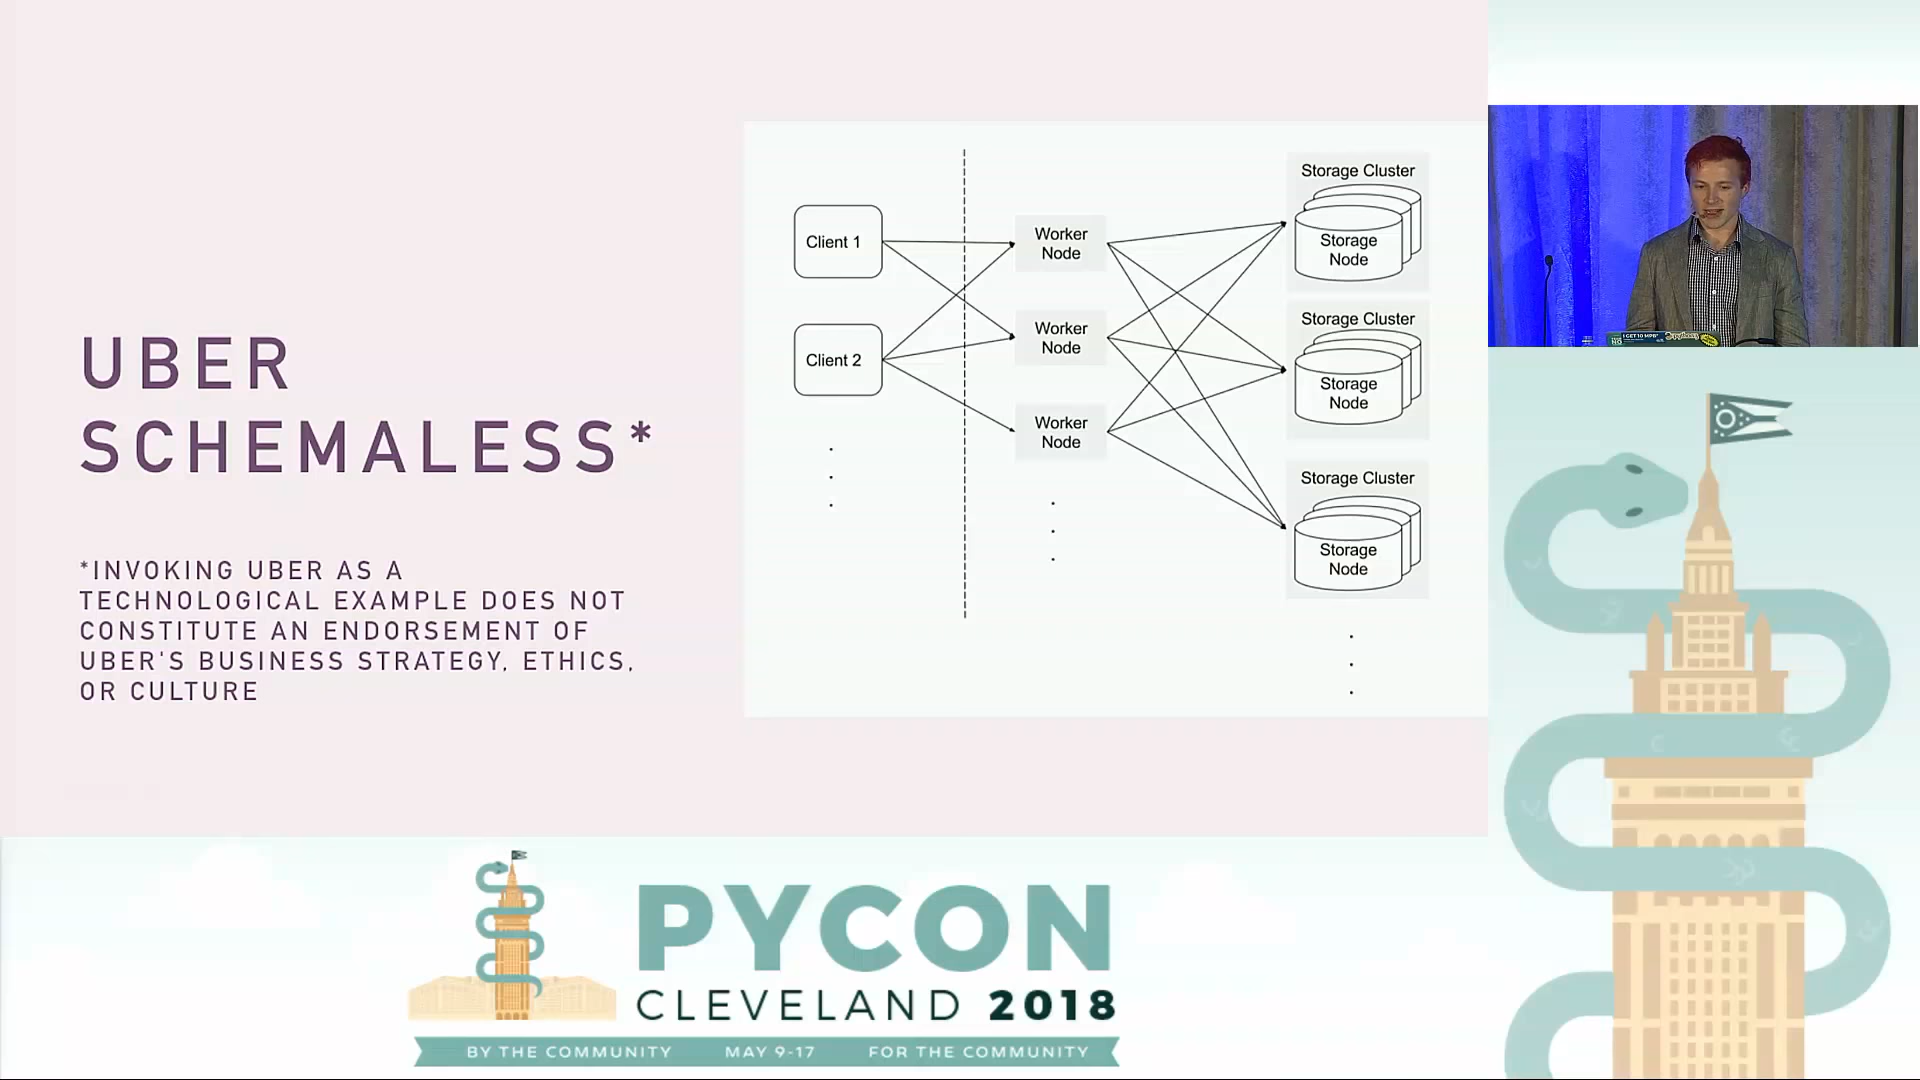 UBER
SCHEMALESS*
*INVOKING UBER AS A
TECHNOLOGICAL EXAMPLE DOES NOT
CONSTITUTE AN ENDORSEMENT OF
UBER'S BUSINESS STRATEGY, ETHICS,
OR CULTURE
Client 1
Client 2
Worker
Node
Worker
Node
Worker
Node
Storage Cluster
Storage
Node
Storage Cluster
Storage
Node
Storage Cluster
Storage
Node
PYCON
CLEVELAND 2018
BY THE COMMUNITY MAY 9-17 FOR THE COMMUNITY